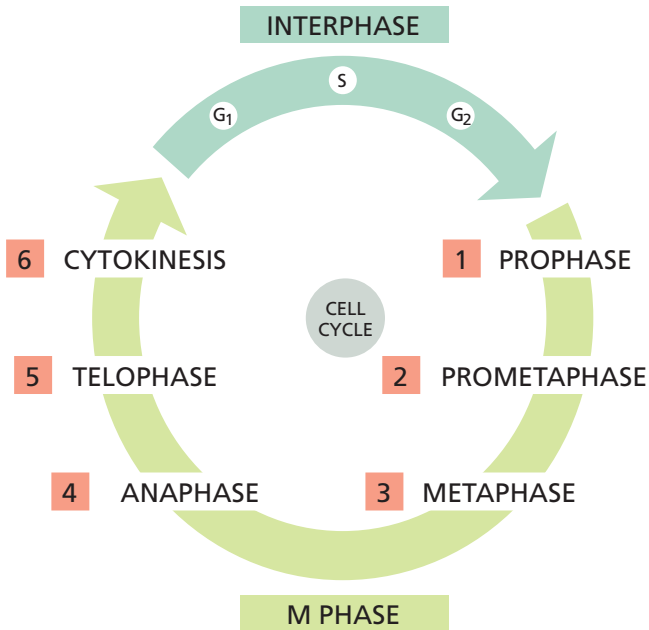 INTERPHASE
S
G1
G2
6 CYTOKINESIS
1 PROPHASE
CELL
CYCLE
5 TELOPHASE
2 PROMETAPHASE
4 ANAPHASE
3 METAPHASE
M PHASE